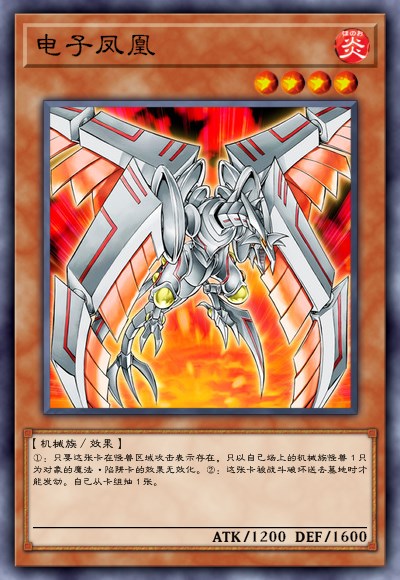 电子凤凰
ほのお
炎
【机械族/效果】
①：只要这张卡在怪兽区域攻击表示存在，只以自己场上的机械族怪兽1只
为对象的魔法·陷阱卡的效果无效化。②：这张卡被战斗破坏送去墓地时才
能发动。自己从卡组抽1张。
ATK/1200 DEF/1600